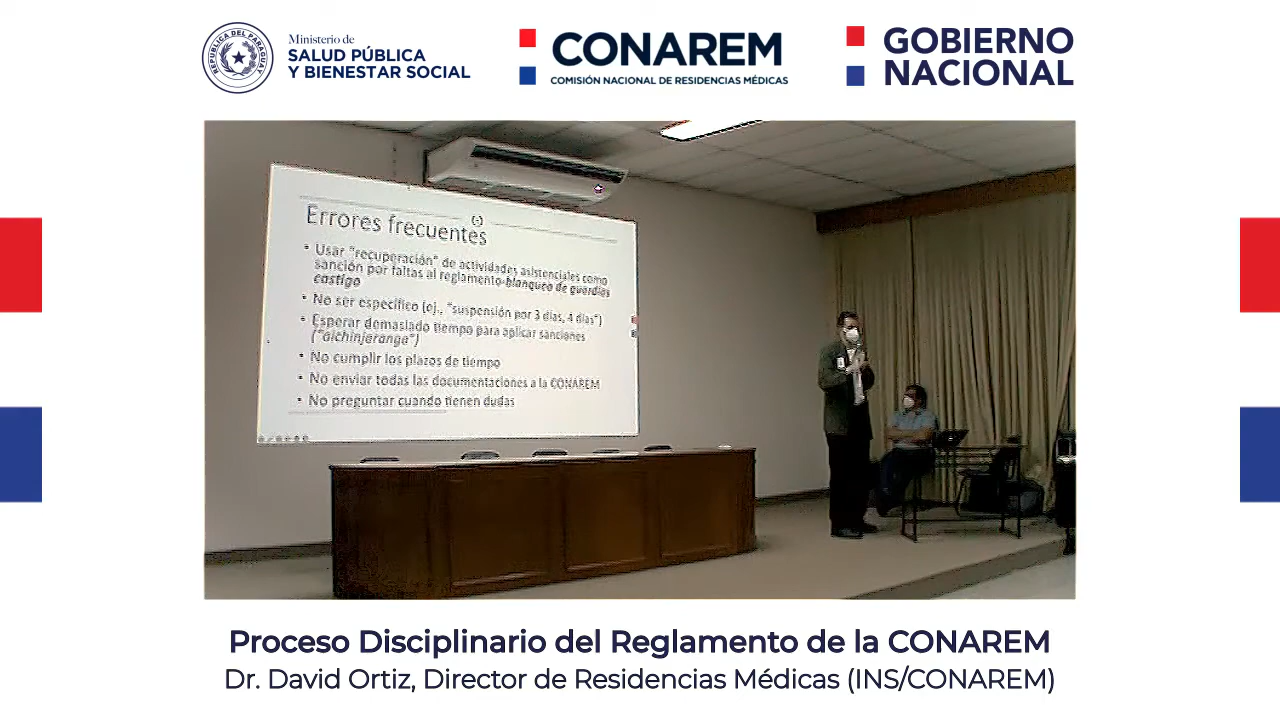 REPUBLICA DEL PARAGUAY
Ministerio de
SALUD PÚBLICA
Y BIENESTAR SOCIAL
CONAREM
COMISIÓN NACIONAL DE RESIDENCIAS MÉDICAS
GOBIERNO
NACIONAL
Errores frecuentes
• Usar "recuperación" de actividades asistenciales como
sanción por faltas al reglamento-blanqueo de guardias
castigo
• No ser específico (ej., "suspensión por 3 días, 4 días")
• Esperar demasiado tiempo para aplicar sanciones
("oichinjeranga")
• No cumplir los plazos de tiempo
• No enviar todas las documentaciones a la CONAREM
• No preguntar cuando tienen dudas
Proceso Disciplinario del Reglamento de la CONAREM
Dr. David Ortiz, Director de Residencias Médicas (INS/CONAREM)